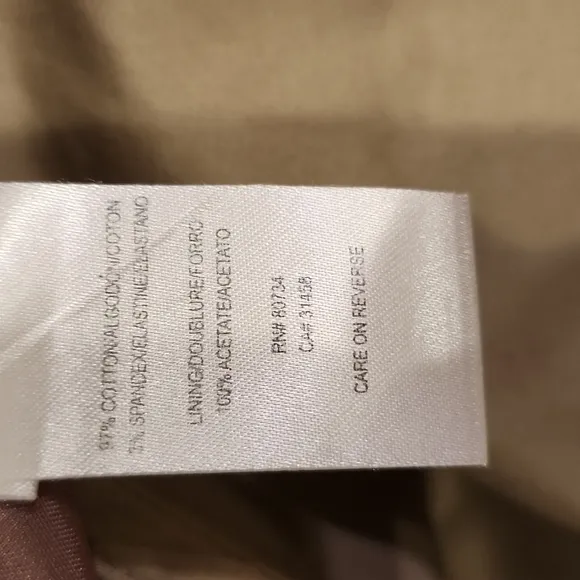 97% COTTON/ALGODON/COTON
3% SPANDEX/ELASTINE/ELASTANO
LINING/DOUBLURE/FORRO
100% ACETATE/ACETATO
RN# 80734
CA# 31458
CARE ON REVERSE